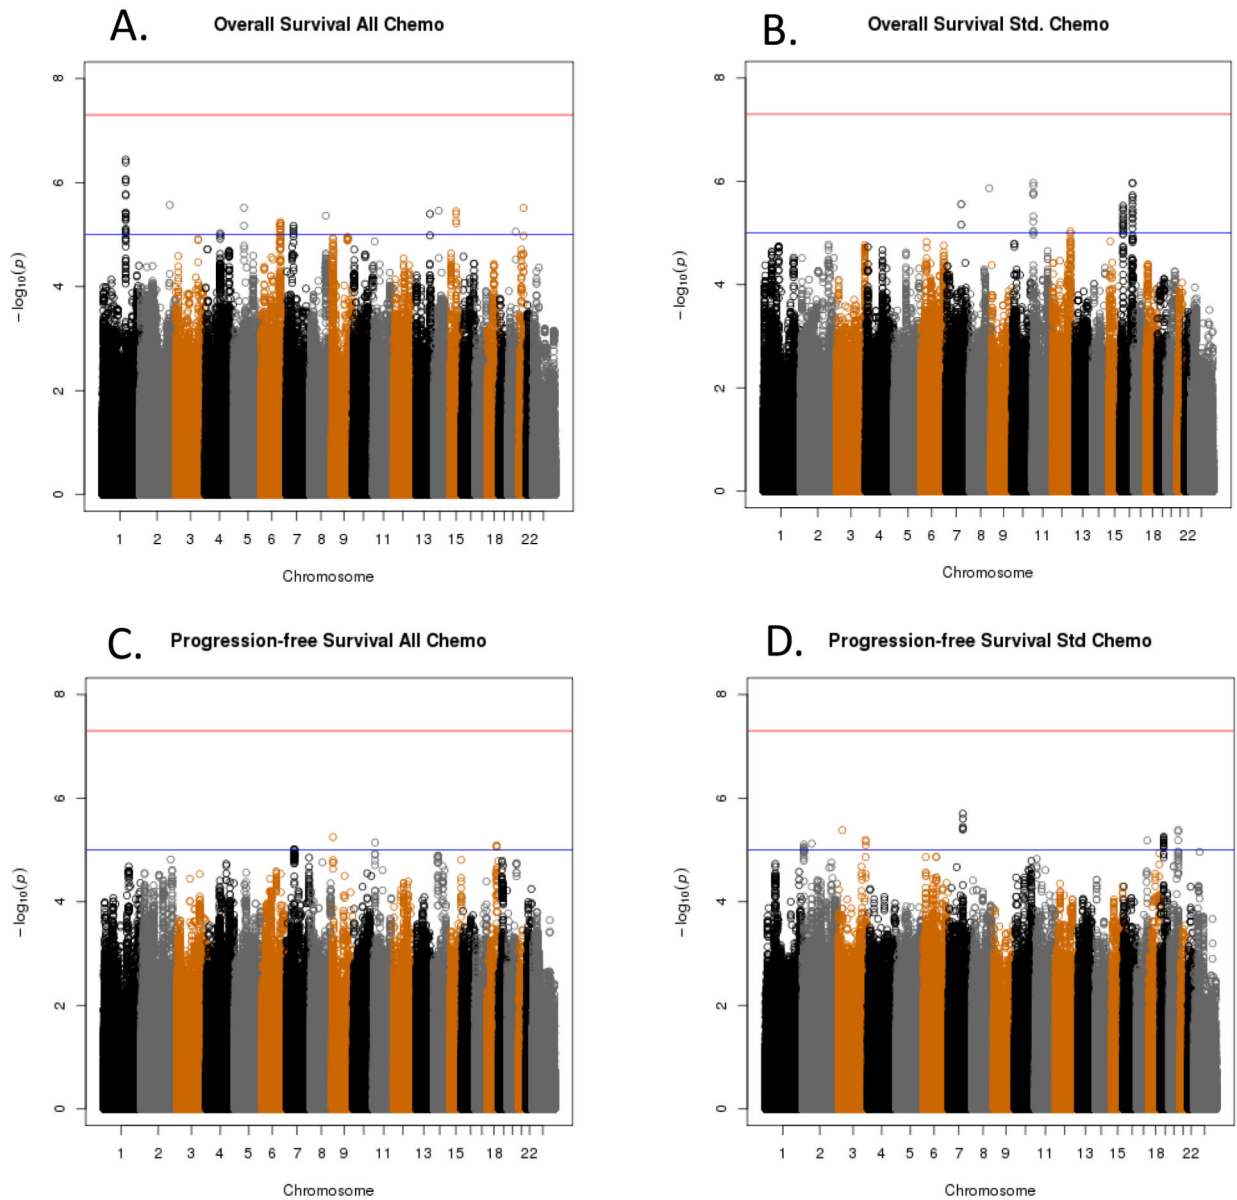 A. Overall Survival All Chemo
B. Overall Survival Std. Chemo
8
6
4
2
0
− log10(p)
1 2 3 4 5 6 7 8 9 11 13 15 18 22
Chromosome
8
6
4
2
0
− log10(p)
1 2 3 4 5 6 7 8 9 11 13 15 18 22
Chromosome
C. Progression-free Survival All Chemo
D. Progression-free Survival Std Chemo
8
6
4
2
0
− log10(p)
1 2 3 4 5 6 7 8 9 11 13 15 18 22
Chromosome
8
6
4
2
0
− log10(p)
1 2 3 4 5 6 7 8 9 11 13 15 18 22
Chromosome